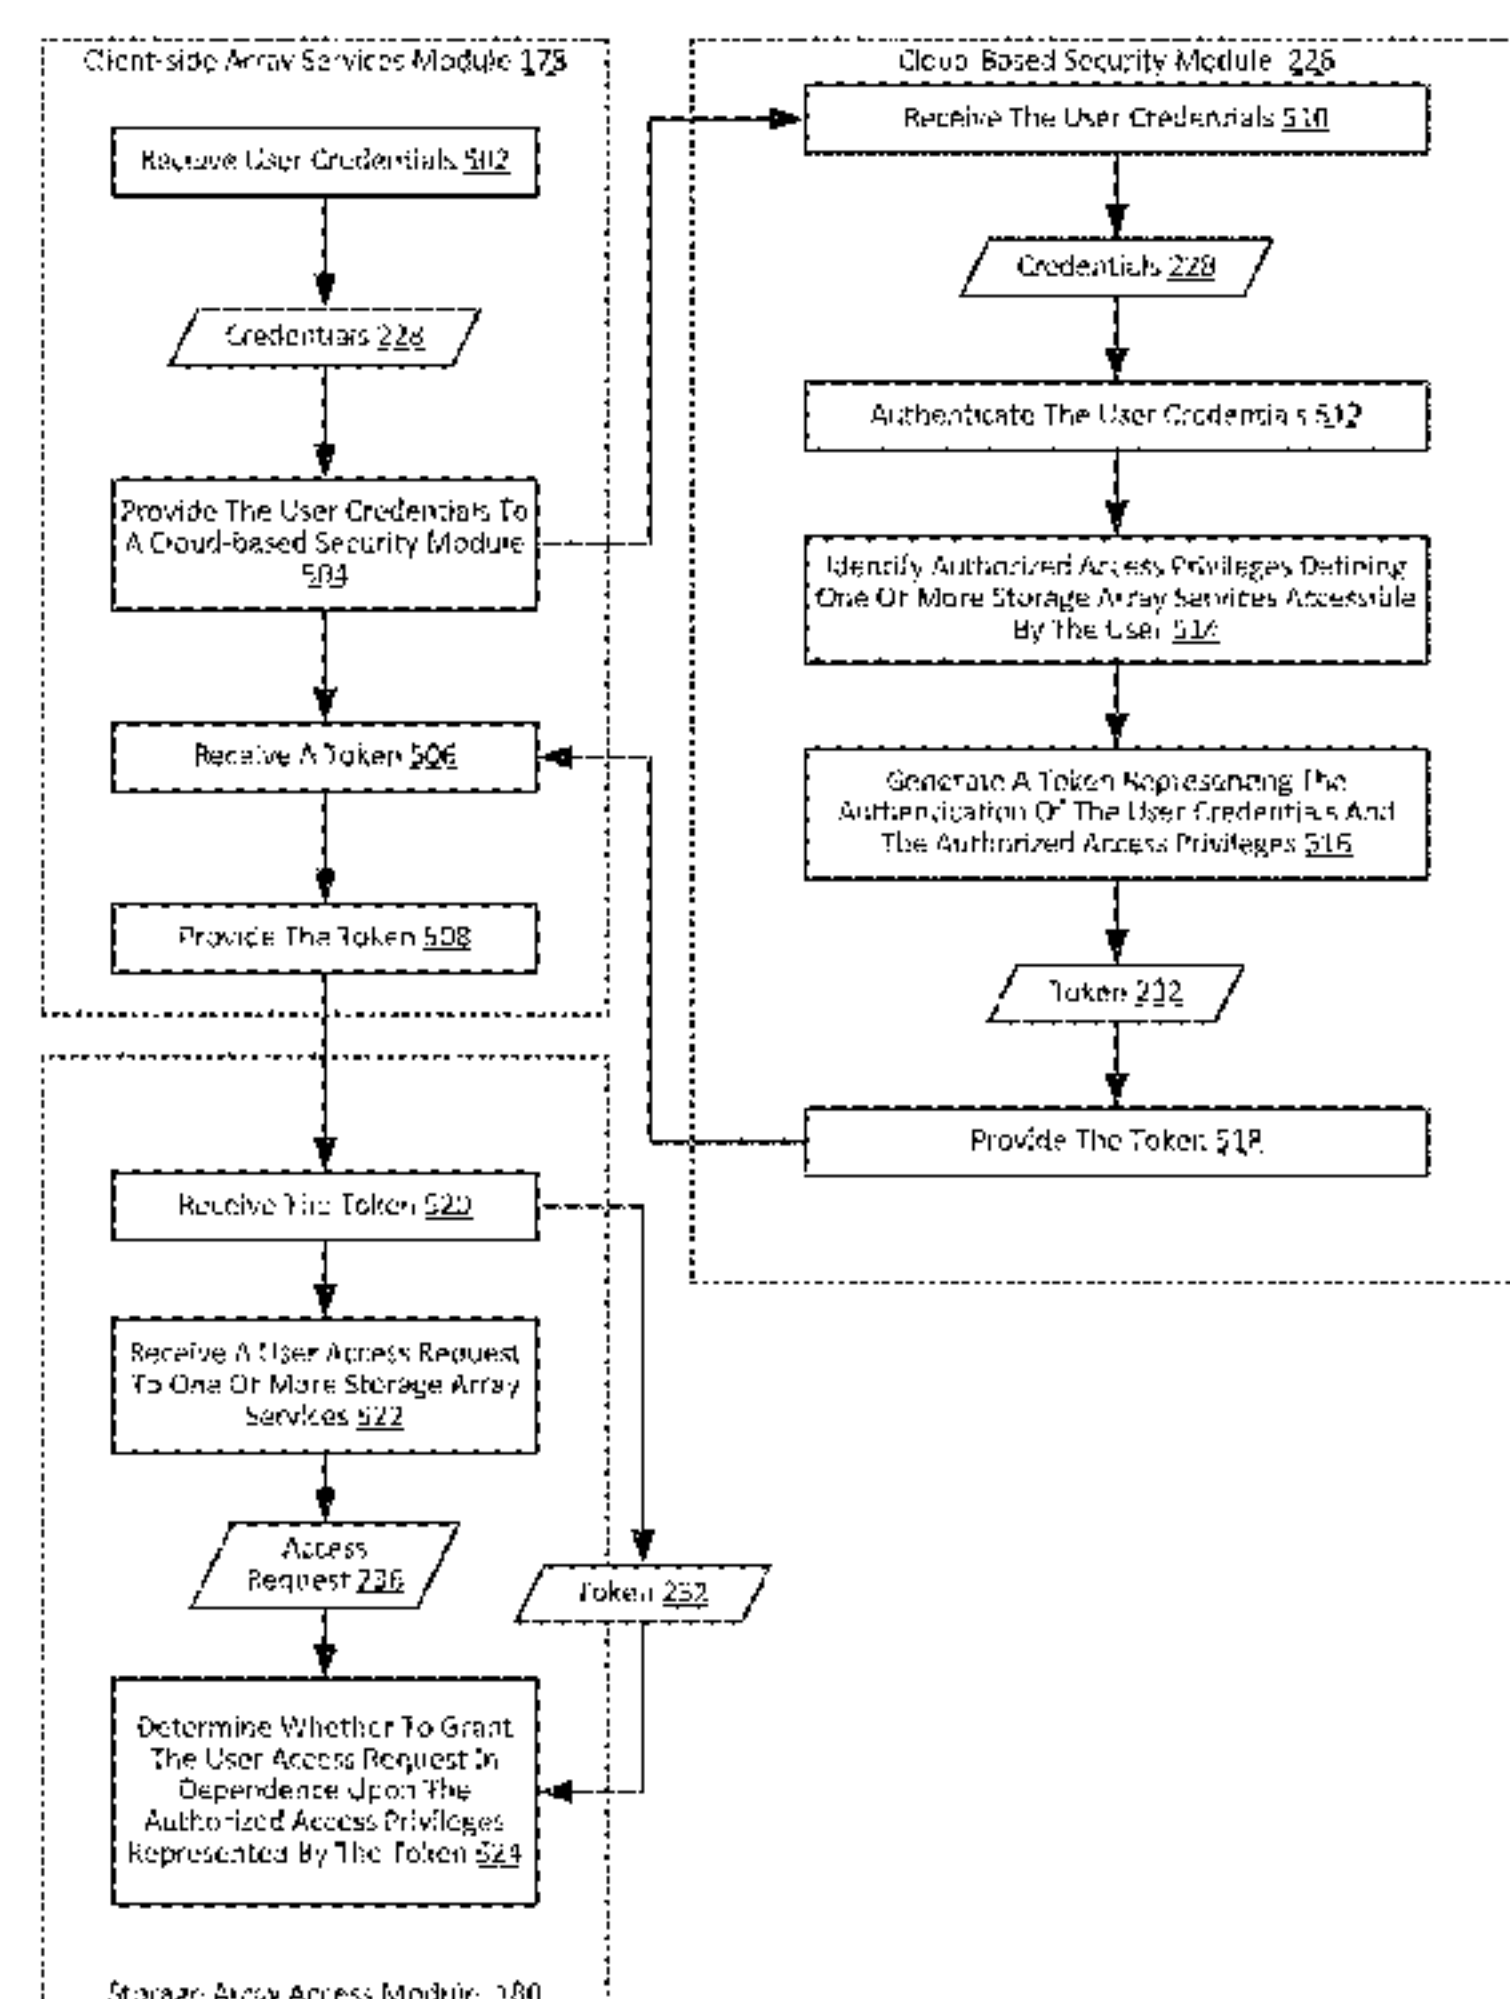 Client-side Array Services Module 178
Receive User Credentials 502
Credentials 228
Provide The User Credentials To
A Cloud-based Security Module
504
Receive A Token 506
Provide The Token 508
Cloud-Based Security Module 226
Receive The User Credentials 510
Credentials 228
Authenticate The User Credentials 512
Identify Authorized Access Privileges Defining
One Or More Storage Array Services Accessible
By The User 514
Generate A Token Representing The
Authentication Of The User Credentials And
The Authorized Access Privileges 516
Token 232
Provide The Token 518
Receive The Token 520
Receive A User Access Request
To One Or More Storage Array
Services 522
Access
Request 236
Token 232
Determine Whether To Grant
The User Access Request In
Dependence Upon The
Authorized Access Privileges
Represented By The Token 524
Storage Array Access Module 180